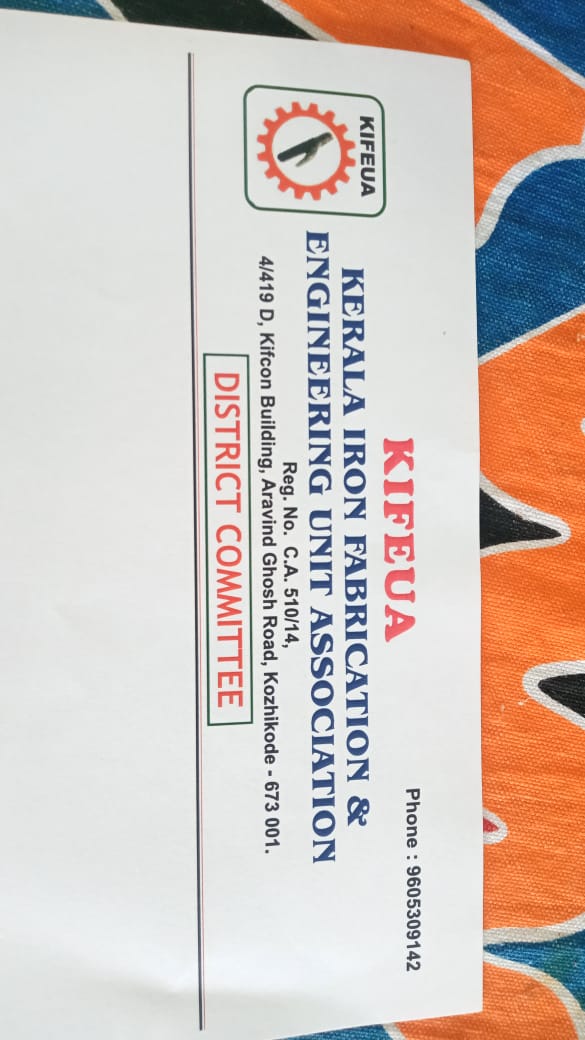 KIFEUA
Phone : 9605309142
KIFEUA
KERALA IRON FABRICATION &
ENGINEERING UNIT ASSOCIATION
Reg. No. C.A. 510/14,
4/419 D, Kifcon Building, Aravind Ghosh Road, Kozhikode - 673 001.
DISTRICT COMMITTEE